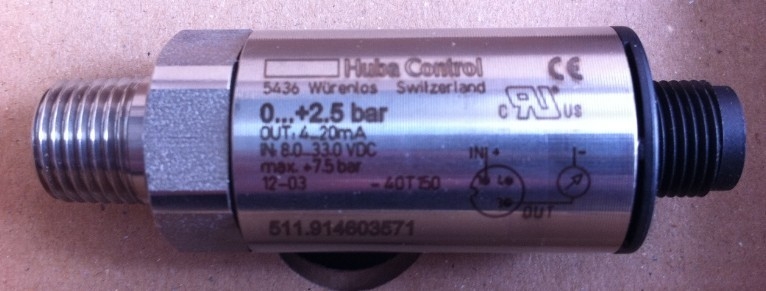 Huba Control
CE
5436 Würenlos Switzerland
C RU US
0...+2.5 bar
OUT: 4...20mA
IN: 8.0...33.0 VDC
max. +7.5 bar
12-03 -40T150
IN + I-
OUT
511.914603571